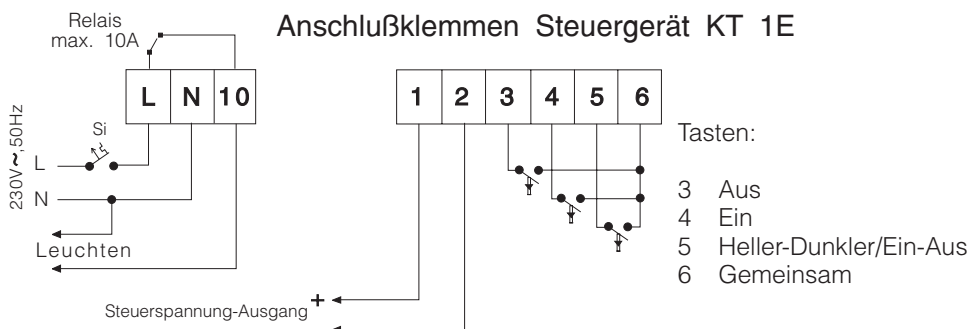 Anschlußklemmen Steuergerät KT 1E
Relais
max. 10A
L N 10
1 2 3 4 5 6
230V~,50Hz
Si
L
N
Leuchten
Tasten:
3 Aus
4 Ein
5 Heller-Dunkler/Ein-Aus
6 Gemeinsam
Steuerspannung-Ausgang +